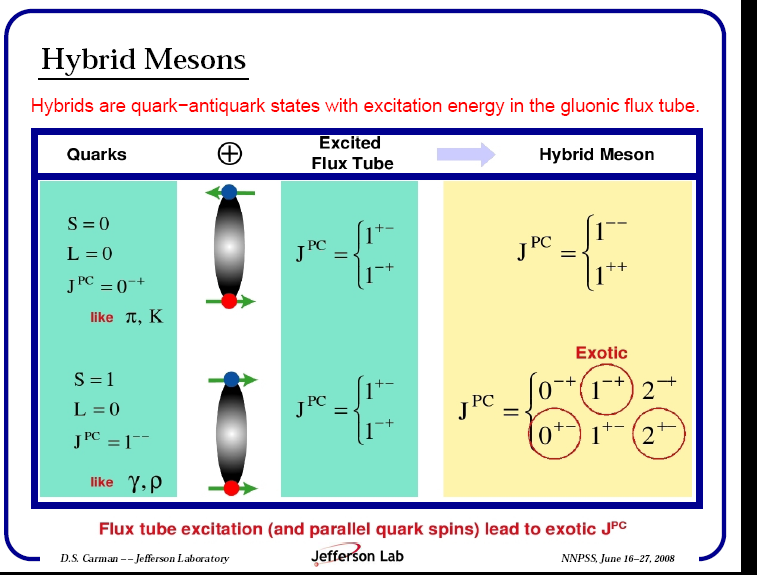 Hybrid Mesons
Hybrids are quark−antiquark states with excitation energy in the gluonic flux tube.
Quarks ⊕ Excited Flux Tube Hybrid Meson
S = 0
L = 0
J^PC = 0^−+
like π, K
J^PC = { 1^+−
1^−+
J^PC = { 1^−−
1^++
S = 1
L = 0
J^PC = 1^−−
like γ, ρ
J^PC = { 1^+−
1^−+
Exotic
J^PC = { 0^−+ 1^−+ 2^−+
0^+− 1^+− 2^+−
Flux tube excitation (and parallel quark spins) lead to exotic J^PC
D.S. Carman −− Jefferson Laboratory
Jefferson Lab
NNPSS, June 16−27, 2008